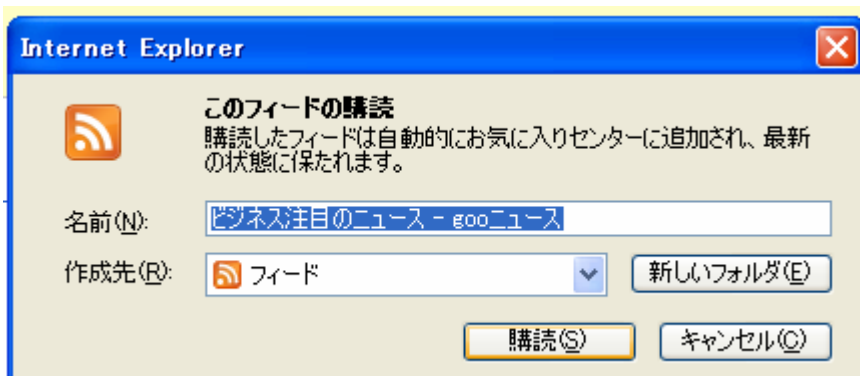 Internet Explorer
このフィードの購読
購読したフィードは自動的にお気に入りセンターに追加され、最新
の状態に保たれます。
名前(N):
ビジネス注目のニュース - gooニュース
作成先(R):
フィード
新しいフォルダ(E)
購読(S)
キャンセル(C)